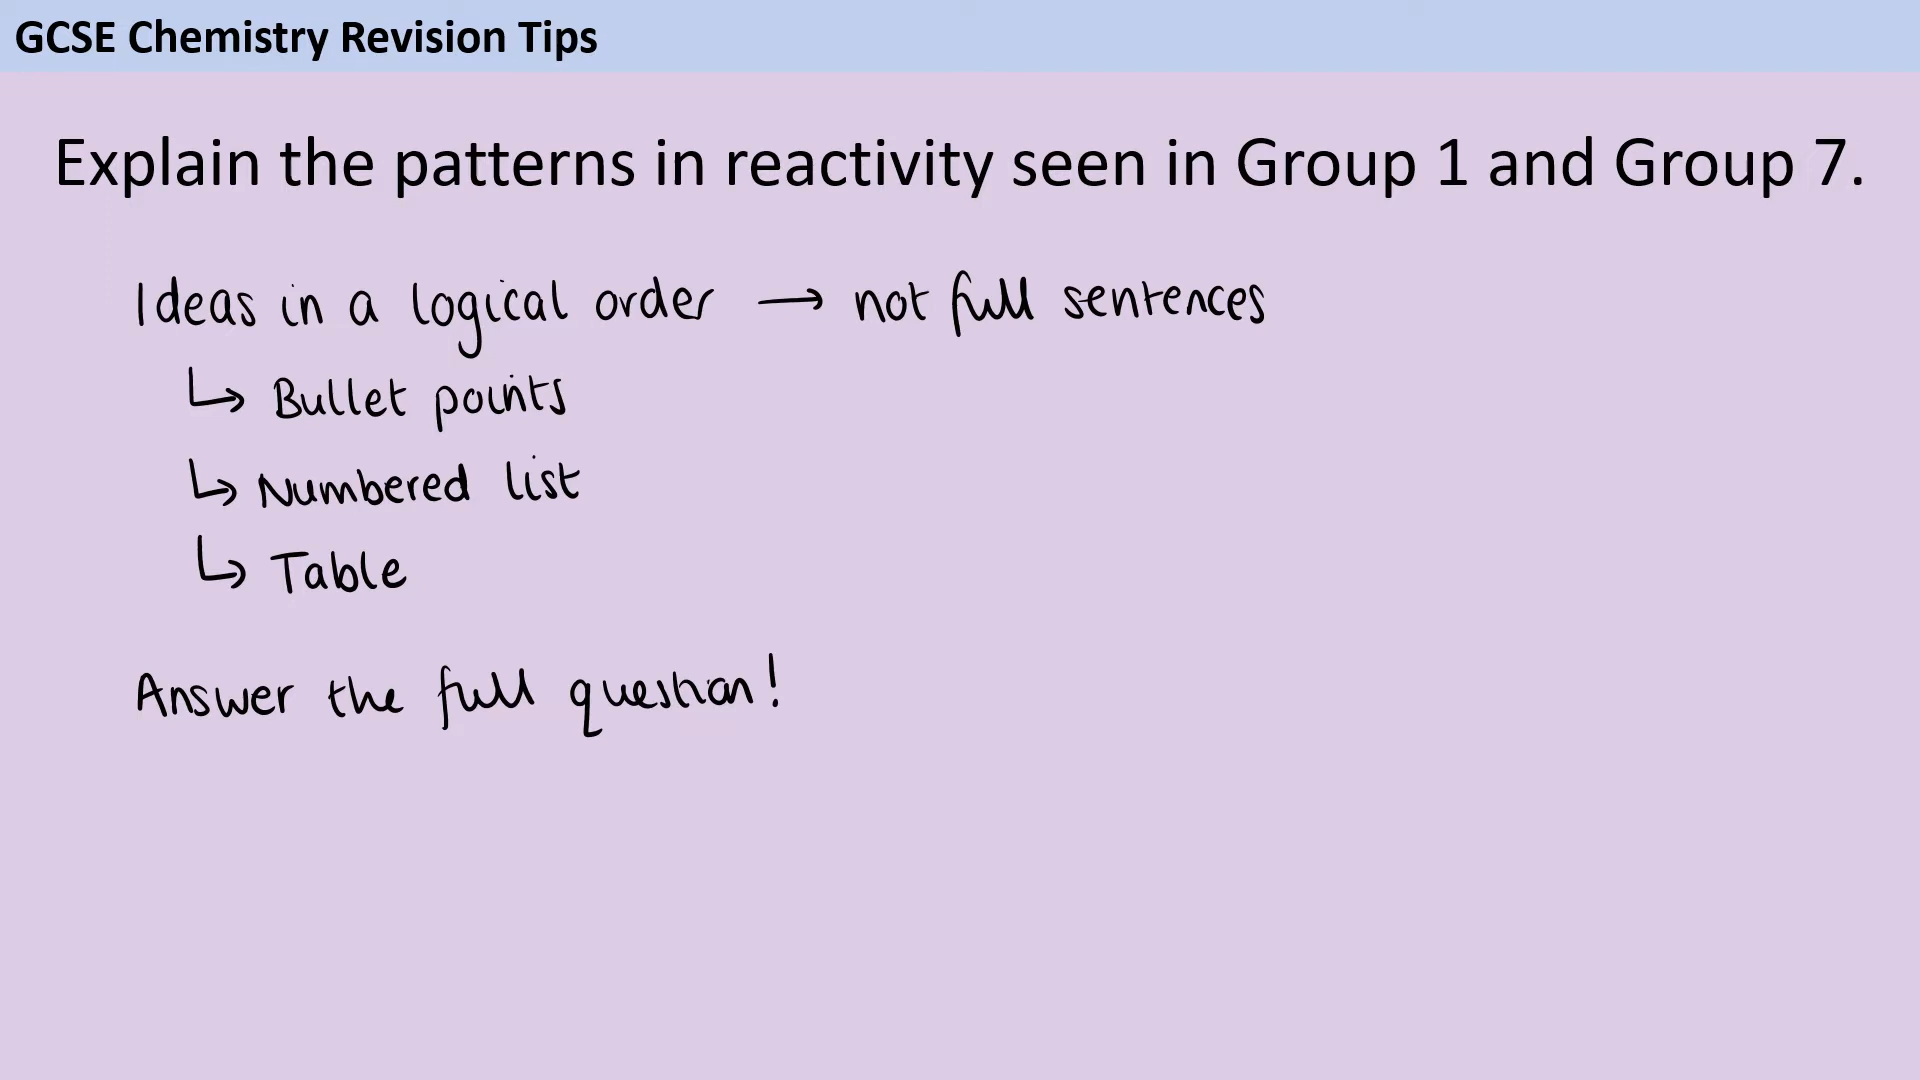 GCSE Chemistry Revision Tips
Explain the patterns in reactivity seen in Group 1 and Group 7.
Ideas in a logical order → not full sentences
↳ Bullet points
↳ Numbered list
↳ Table
Answer the full question!